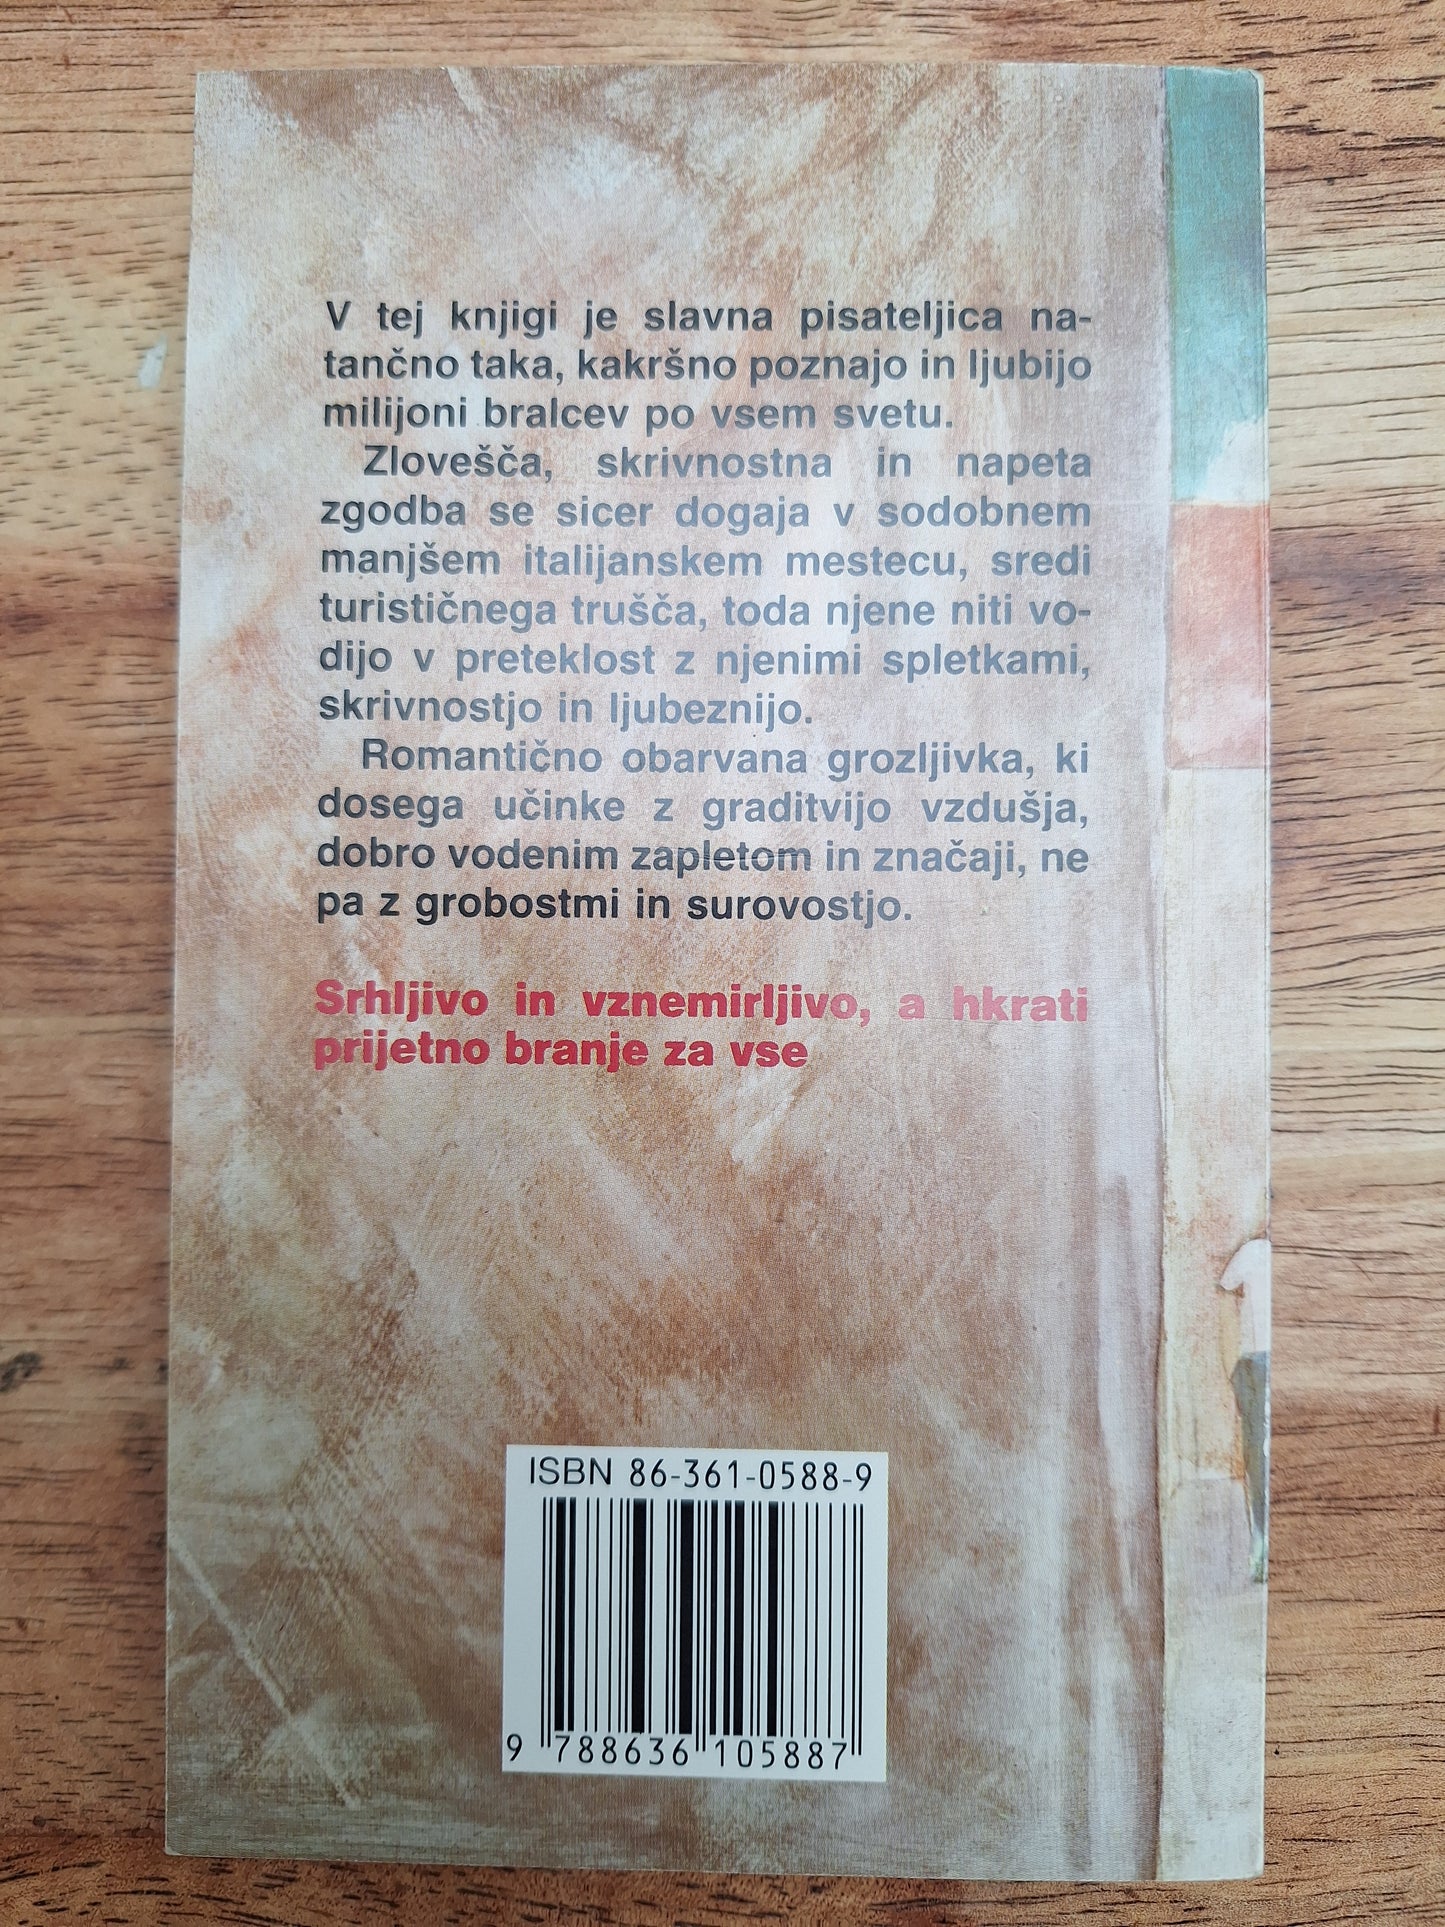 V tej knjigi je slavna pisateljica na-
tančno taka, kakršno poznajo in ljubijo
milijoni bralcev po vsem svetu.
Zlovešča, skrivnostna in napeta
zgodba se sicer dogaja v sodobnem
manjšem italijanskem mestecu, sredi
turističnega trušča, toda njene niti vo-
dijo v preteklost z njenimi spletkami,
skrivnostjo in ljubeznijo.
Romantično obarvana grozljivka, ki
dosega učinke z graditvijo vzdušja,
dobro vodenim zapletom in značaji, ne
pa z grobostmi in surovostjo.
Srhljivo in vznemirljivo, a hkrati
prijetno branje za vse
ISBN 86-361-0588-9
9 788636 105887